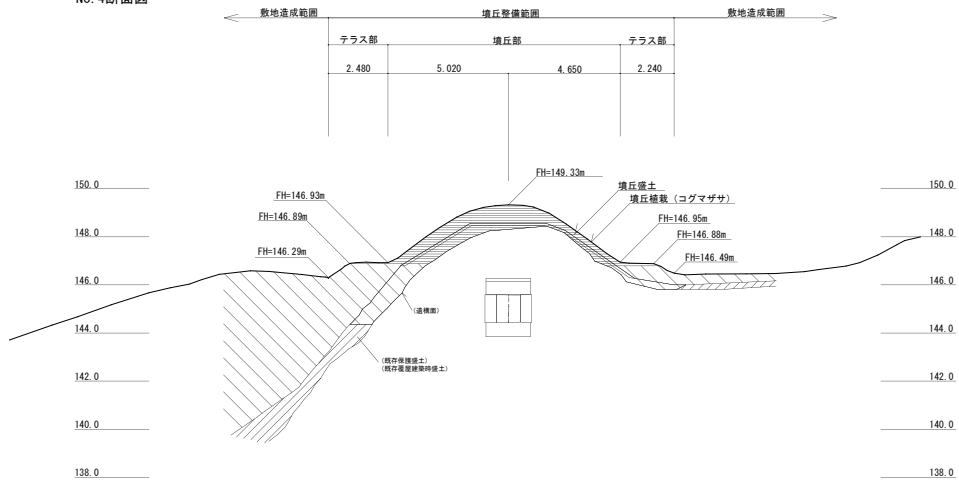 No.4断面図
敷地造成範囲 墳丘整備範囲 敷地造成範囲
テラス部 墳丘部 テラス部
2.480 5.020 4.650 2.240
FH=149.33m
150.0 墳丘盛土 150.0
FH=146.93m 墳丘植栽（コグマザサ）
FH=146.89m FH=146.95m
148.0 FH=146.88m 148.0
FH=146.29m FH=146.49m
146.0 146.0
（遺構面）
144.0 144.0
（既存保護盛土）
（既存覆屋建築時盛土）
142.0 142.0
140.0 140.0
138.0 138.0